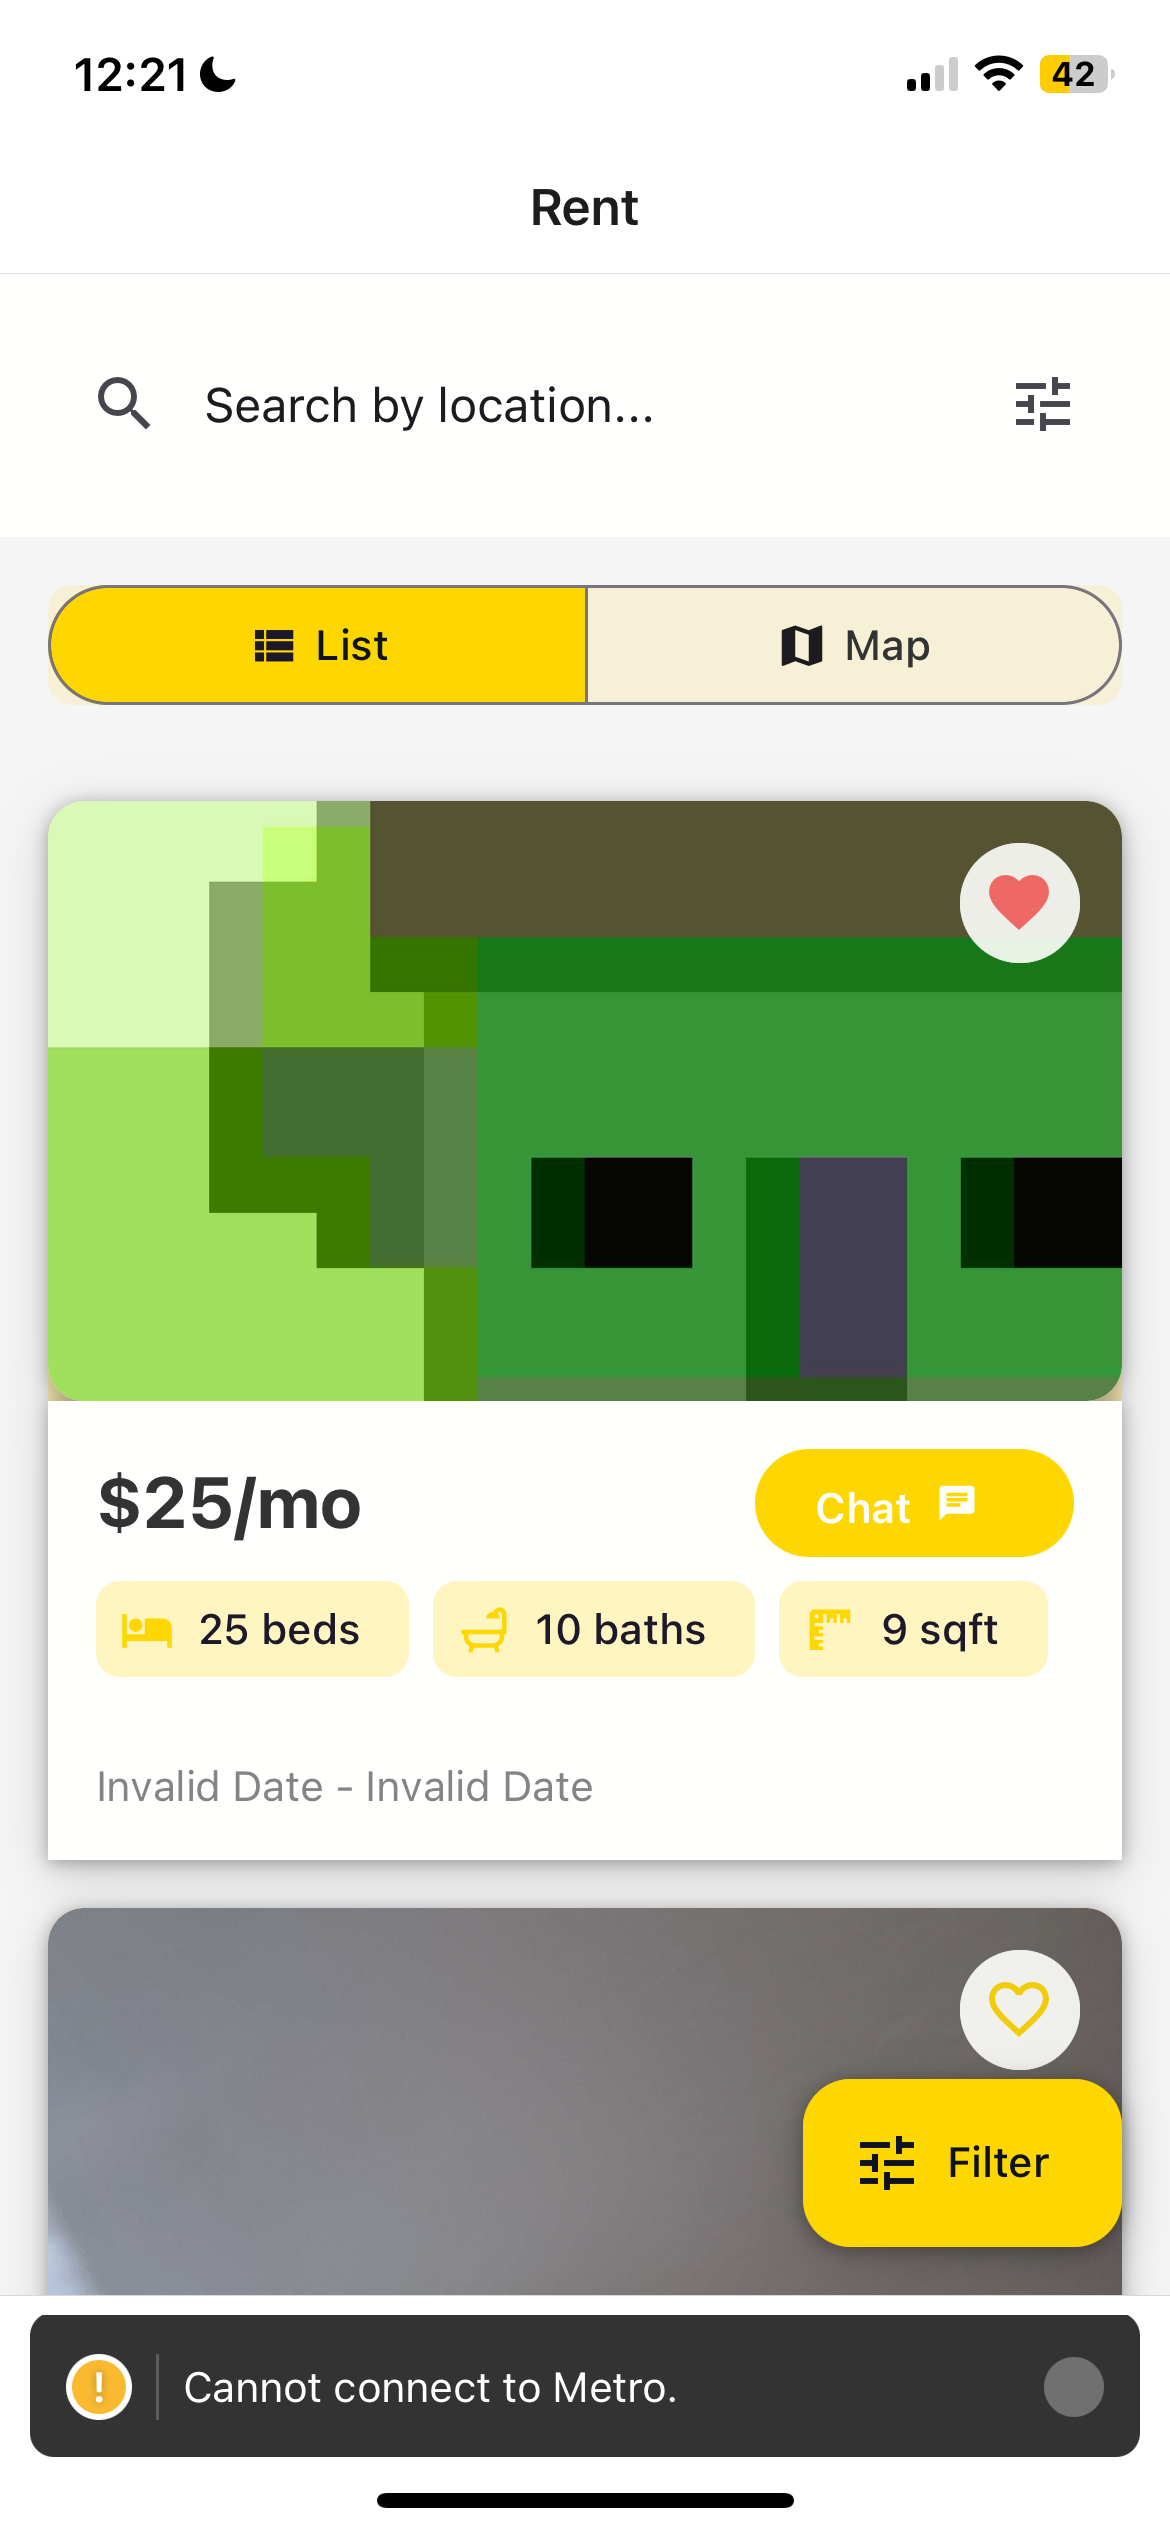 12:21
42
Rent
Search by location...
List
Map
$25/mo
Chat
25 beds
10 baths
9 sqft
Invalid Date - Invalid Date
Filter
! Cannot connect to Metro.